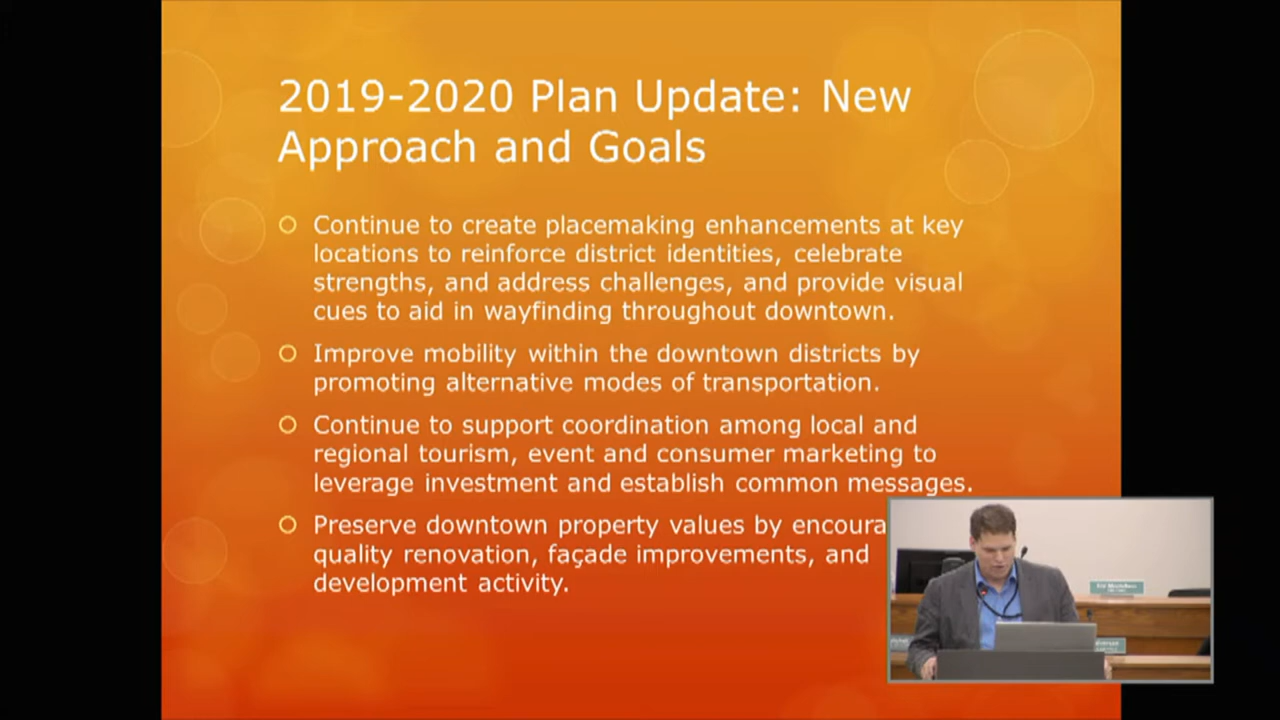 2019-2020 Plan Update: New
Approach and Goals
Continue to create placemaking enhancements at key
locations to reinforce district identities, celebrate
strengths, and address challenges, and provide visual
cues to aid in wayfinding throughout downtown.
Improve mobility within the downtown districts by
promoting alternative modes of transportation.
Continue to support coordination among local and
regional tourism, event and consumer marketing to
leverage investment and establish common messages.
Preserve downtown property values by encoura
quality renovation, façade improvements, and
development activity.